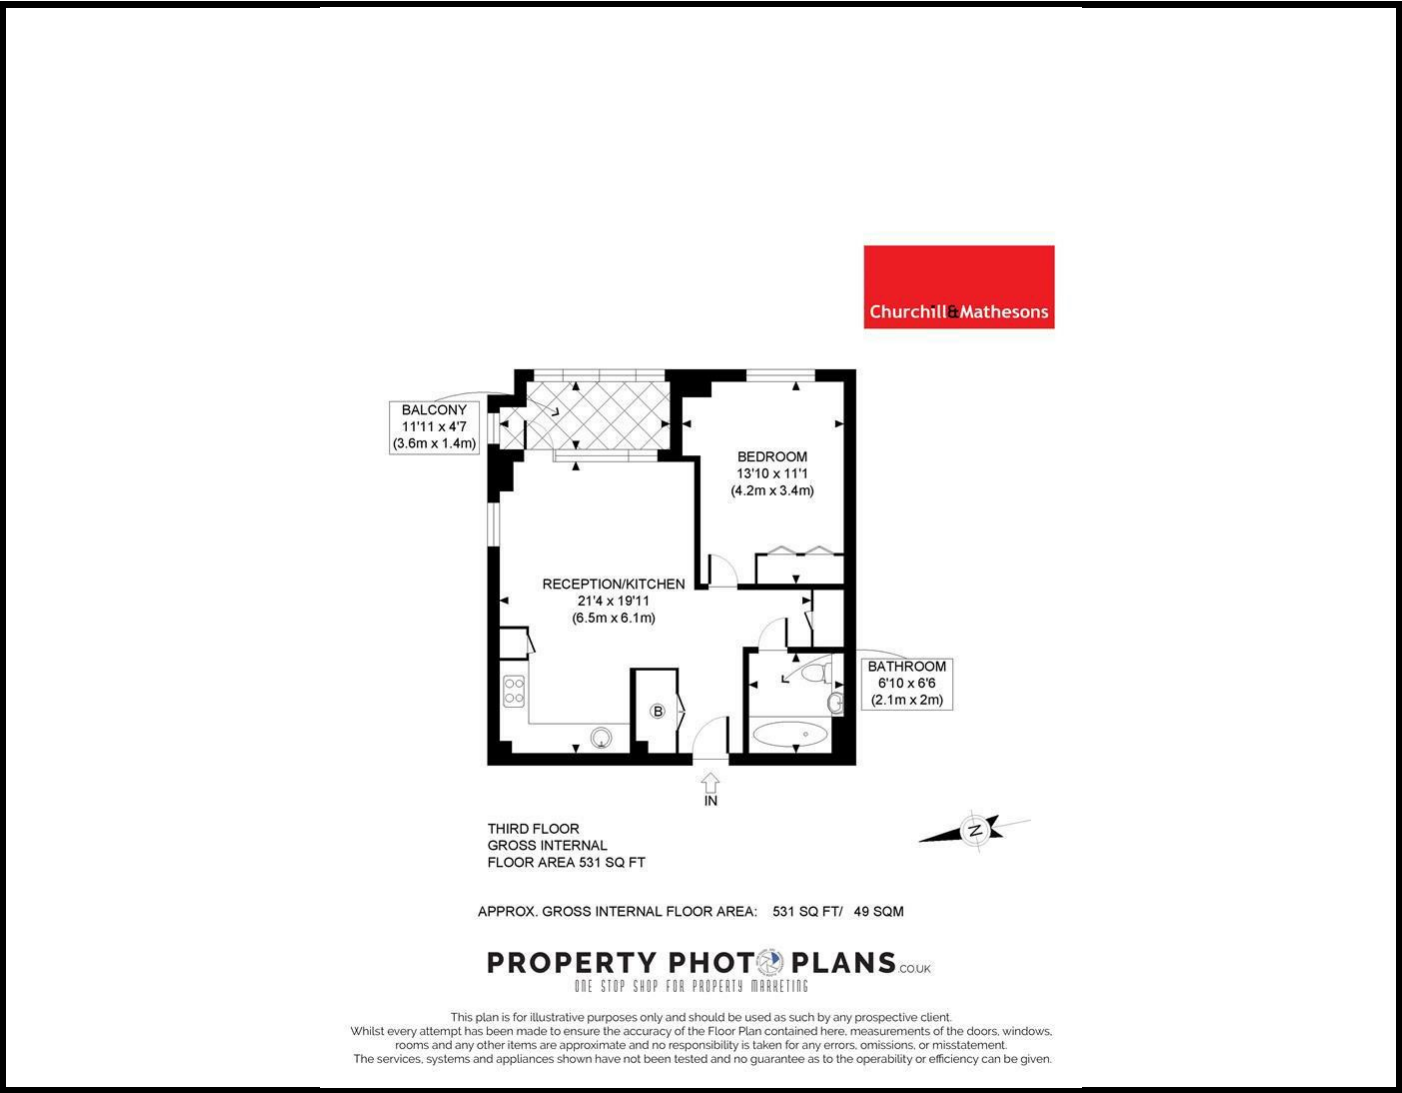 Churchill&Mathesons
BALCONY
11'11 x 4'7
(3.6m x 1.4m)
BEDROOM
13'10 x 11'1
(4.2m x 3.4m)
RECEPTION/KITCHEN
21'4 x 19'11
(6.5m x 6.1m)
BATHROOM
6'10 x 6'6
(2.1m x 2m)
B
IN
THIRD FLOOR
GROSS INTERNAL
FLOOR AREA 531 SQ FT
N
APPROX. GROSS INTERNAL FLOOR AREA: 531 SQ FT/ 49 SQM
PROPERTY PHOTO PLANS.CO.UK
ONE STOP SHOP FOR PROPERTY MARKETING
This plan is for illustrative purposes only and should be used as such by any prospective client.
Whilst every attempt has been made to ensure the accuracy of the Floor Plan contained here, measurements of the doors, windows,
rooms and any other items are approximate and no responsibility is taken for any errors, omissions, or misstatement.
The services, systems and appliances shown have not been tested and no guarantee as to the operability or efficiency can be given.